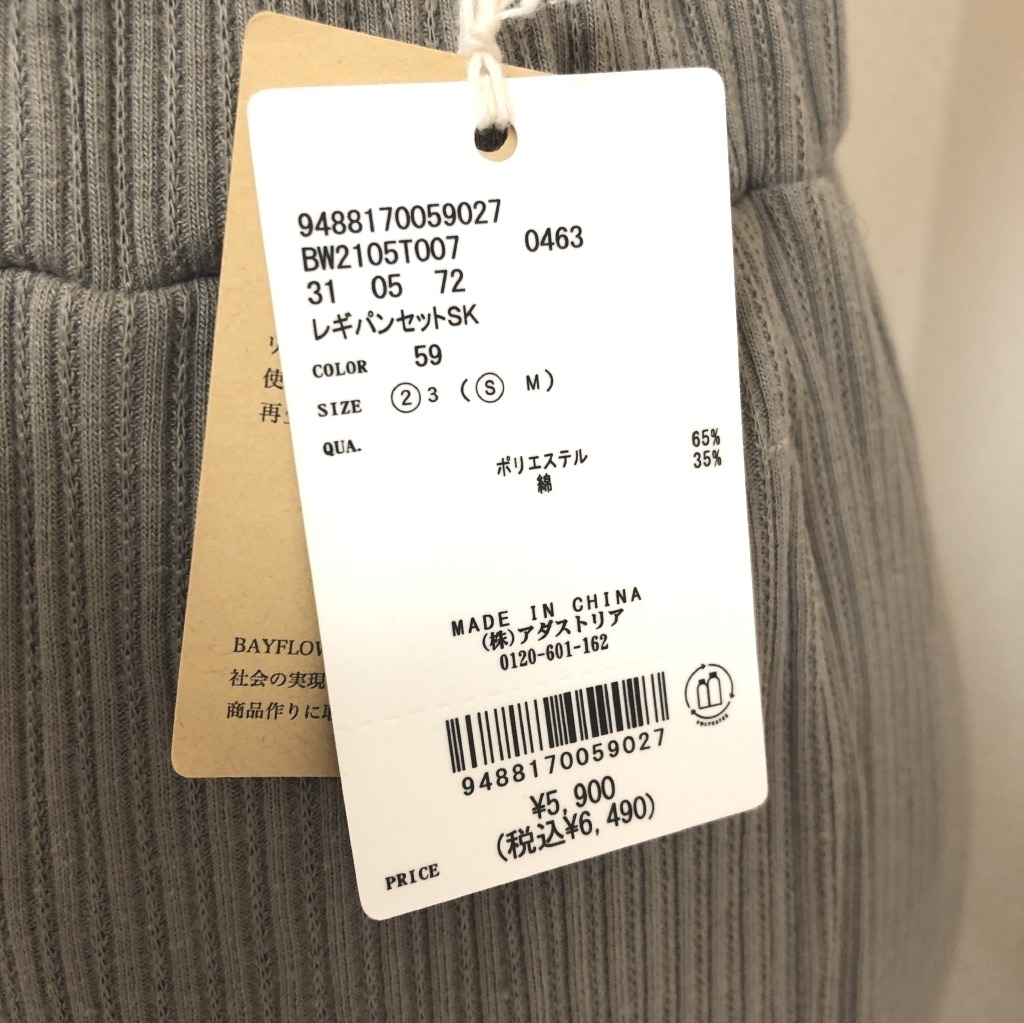 9488170059027
BW2105T007 0463
31 05 72
レギパンセットSK
COLOR 59
SIZE ②3 (Ⓢ M)
QUA.
ポリエステル 65%
綿 35%
MADE IN CHINA
(株)アダストリア
0120-601-162
9488170059027
POLYESTER
¥5,900
(税込¥6,490)
PRICE
リ
使
再生
BAYFLOW
社会の実現
商品作りに取